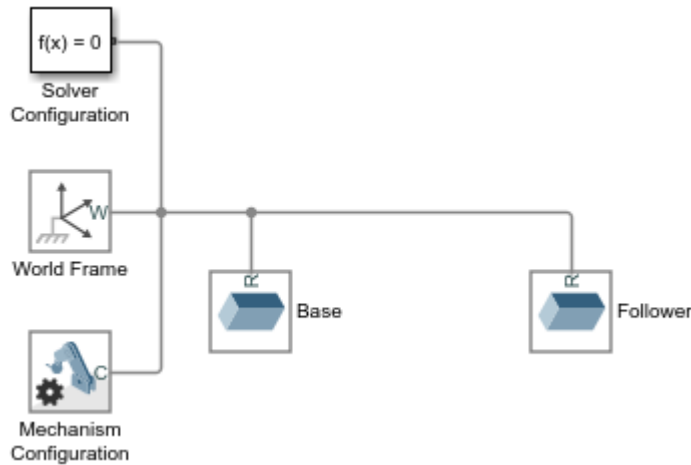 f(x) = 0
Solver
Configuration
W
World Frame
R
Base
R
Follower
C
Mechanism
Configuration